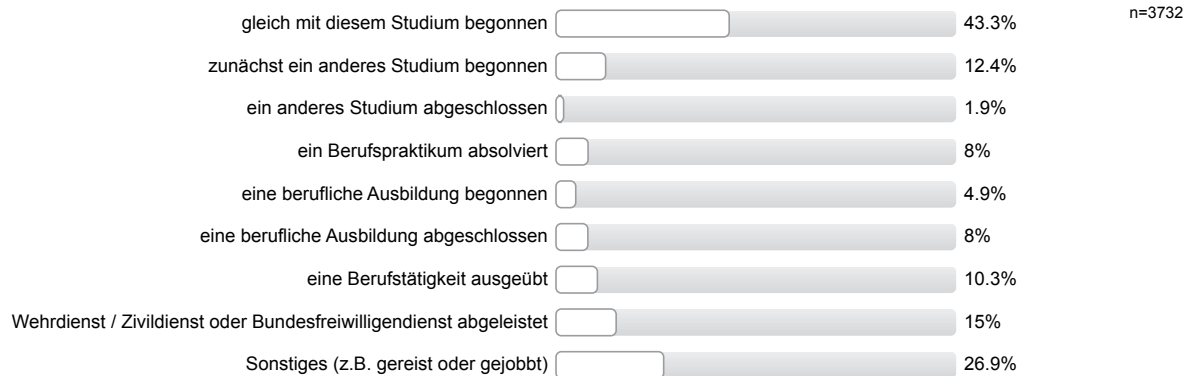 gleich mit diesem Studium begonnen 43.3% n=3732
zunächst ein anderes Studium begonnen 12.4%
ein anderes Studium abgeschlossen 1.9%
ein Berufspraktikum absolviert 8%
eine berufliche Ausbildung begonnen 4.9%
eine berufliche Ausbildung abgeschlossen 8%
eine Berufstätigkeit ausgeübt 10.3%
Wehrdienst / Zivildienst oder Bundesfreiwilligendienst abgeleistet 15%
Sonstiges (z.B. gereist oder gejobbt) 26.9%